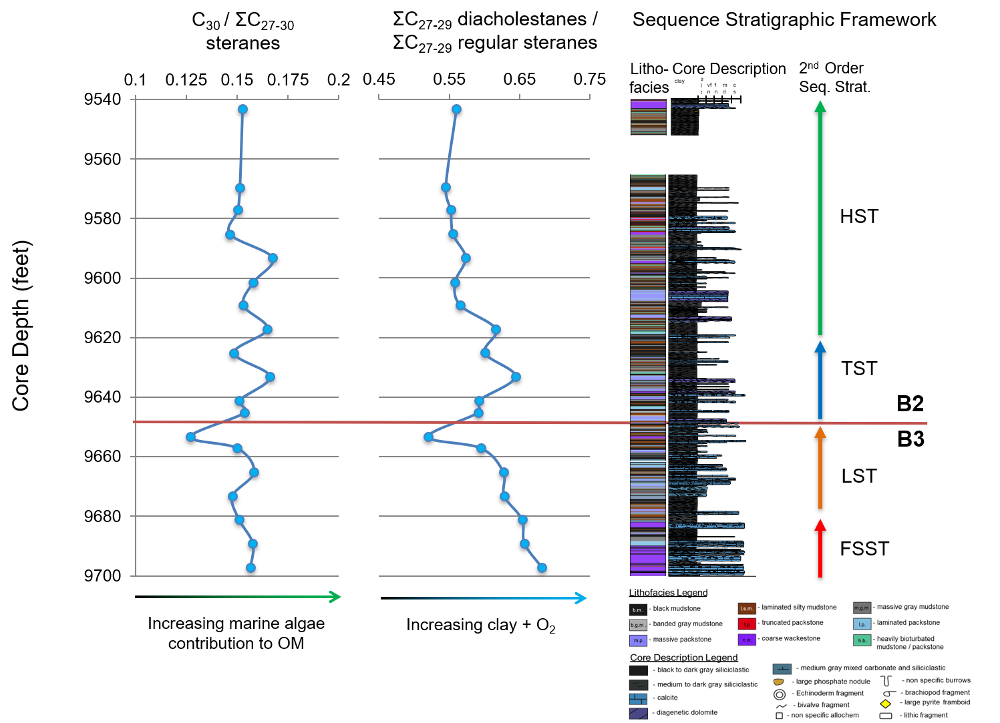 C30 / ΣC27-30
steranes
ΣC27-29 diacholestanes /
ΣC27-29 regular steranes
Sequence Stratigraphic Framework
0.1 0.125 0.15 0.175 0.2
0.45 0.55 0.65 0.75
Litho-
facies
Core Description
clay
s
l
t
vf
n
f
n
m
d
c
s
2nd Order
Seq. Strat.
Core Depth (feet)
9540
9560
9580
9600
9620
9640
9660
9680
9700
HST
TST
B2
B3
LST
FSST
Increasing marine algae
contribution to OM
Increasing clay + O2
Lithofacies Legend
b.m. - black mudstone
b.g.m. - banded gray mudstone
m.p. - massive packstone
l.s.m. - laminated silty mudstone
t.p. - truncated packstone
c.w. - coarse wackestone
m.g.m. - massive gray mudstone
l.p. - laminated packstone
h.b. - heavily bioturbated
mudstone / packstone
Core Description Legend
- black to dark gray siliciclastic
- medium to dark gray siliciclastic
- calcite
- diagenetic dolomite
- medium gray mixed carbonate and siliciclastic
- large phosphate nodule
- Echinoderm fragment
- bivalve fragment
- non specific allochem
- non specific burrows
- brachiopod fragment
- large pyrite framboid
- lithic fragment